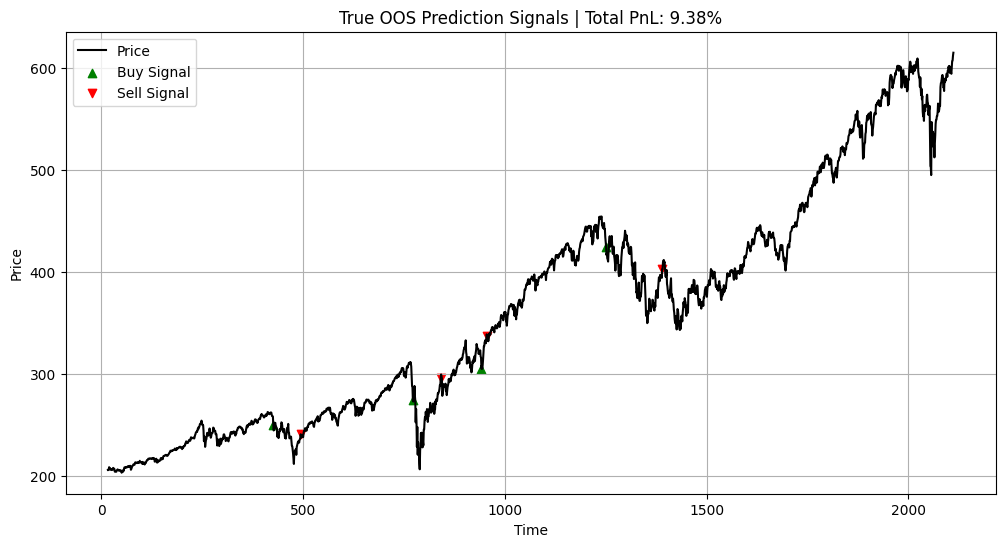 True OOS Prediction Signals | Total PnL: 9.38%
Price
Buy Signal
Sell Signal
600
500
400
300
200
Price
0
500
1000
1500
2000
Time